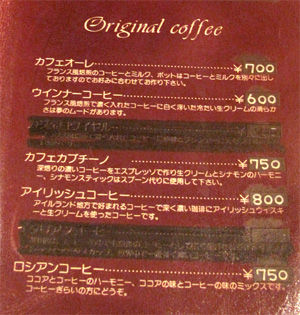 Original coffee
カフェオーレ ¥700
フランス風焙煎のコーヒーとミルク、ポットはコーヒーとミルクを別々に出し
ておりますのでお好みに合わせてお作り下さい。
ウインナーコーヒー ¥600
フランス風焙煎で濃く入れたコーヒーに白く浮いた冷たい生クリームの滑らか
さは夢のムードがあります。
カフェカプチーノ ¥750
深焙りの濃いコーヒーをエスプレッソで作り生クリームとシナモンのハーモニ
ー、シナモンスティックはスプーン代りに使用して下さい。
アイリッシュコーヒー ¥800
アイルランド地方で好まれるコーヒーで深く濃い珈琲にアイリッシュウイスキ
ーと生クリームを使ったコーヒーです。
ロシアンコーヒー ¥750
ココアとコーヒーのハーモニー、ココアの味とコーヒーの味のミックスです。
コーヒーぎらいの方にどうぞ。